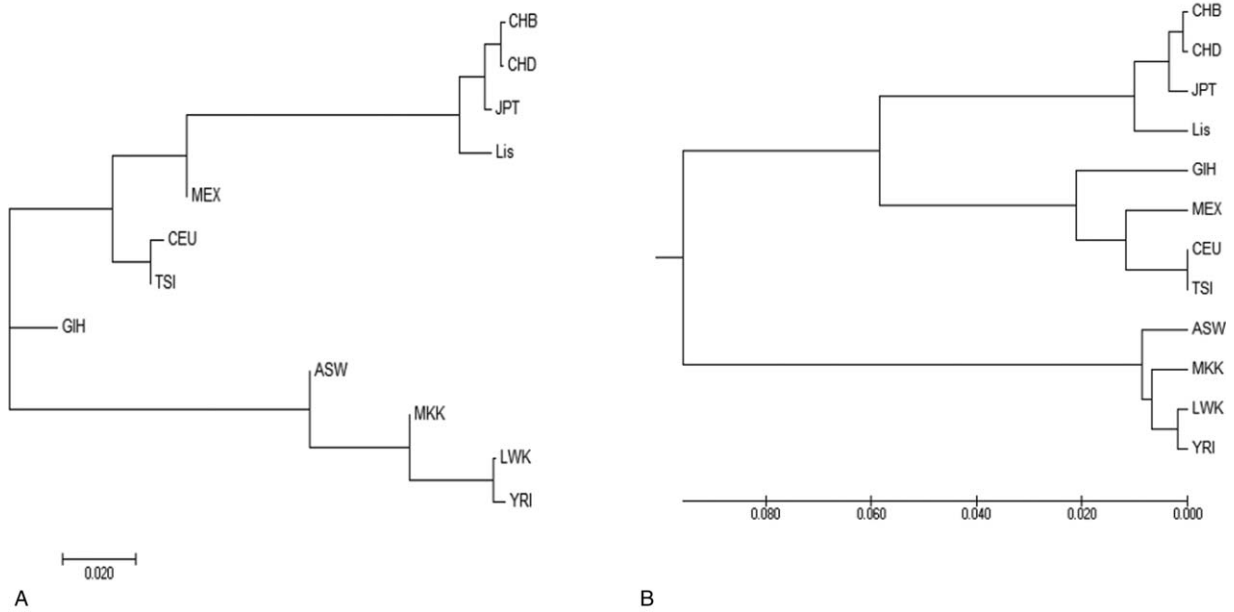 CHB
CHD
JPT
Lis
MEX
CEU
TSI
GIH
ASW
MKK
LWK
YRI
0.020
A
CHB
CHD
JPT
Lis
GIH
MEX
CEU
TSI
ASW
MKK
LWK
YRI
0.080 0.060 0.040 0.020 0.000
B